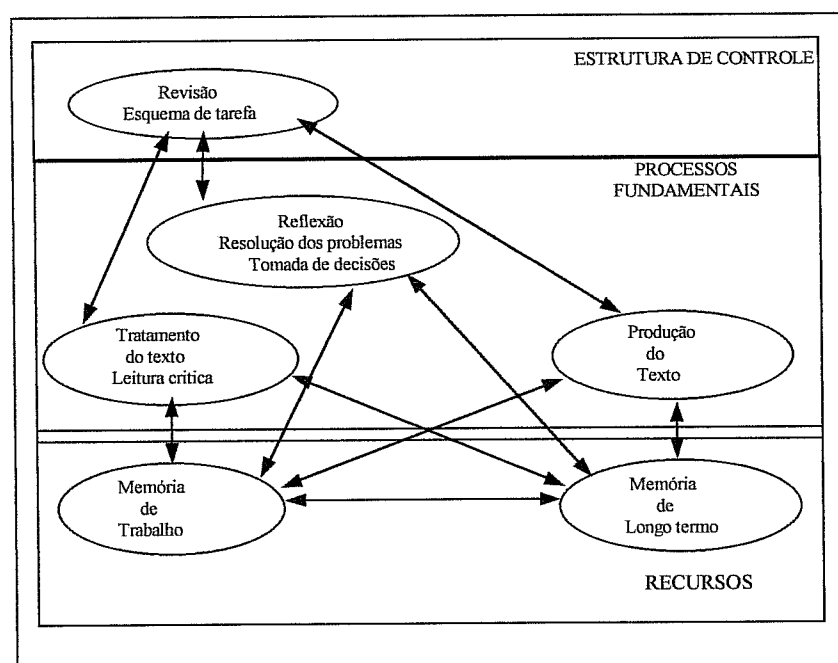 ESTRUTURA DE CONTROLE
Revisão
Esquema de tarefa
PROCESSOS
FUNDAMENTAIS
Reflexão
Resolução dos problemas
Tomada de decisões
Tratamento
do texto
Leitura critica
Produção
do
Texto
Memória
de
Trabalho
Memória
de
Longo termo
RECURSOS